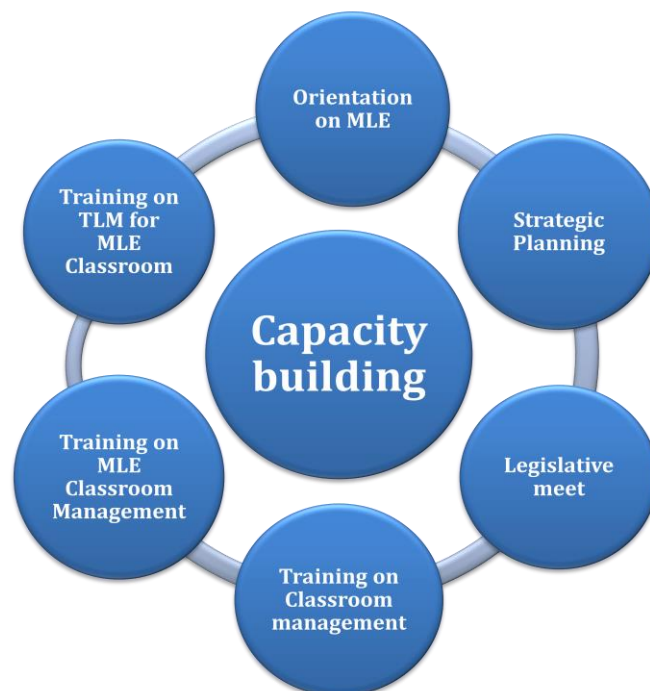 Orientation
on MLE
Strategic
Planning
Legislative
meet
Training on
Classroom
management
Training on
MLE
Classroom
Management
Training on
TLM for
MLE
Classroom
Capacity
building